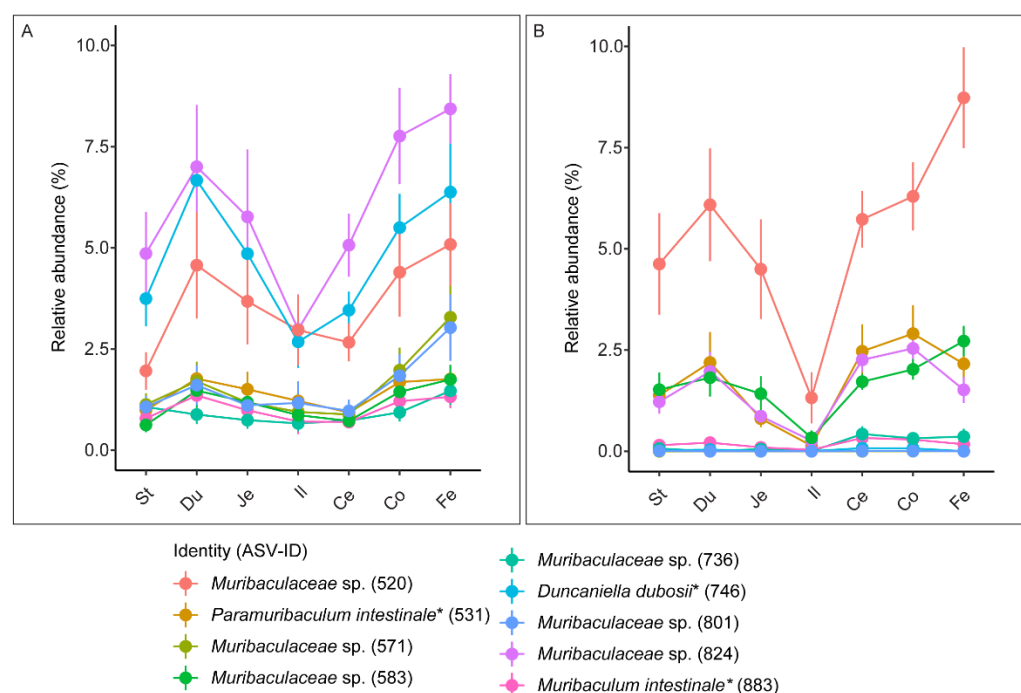 A
Relative abundance (%)
10.0
7.5
5.0
2.5
0.0
St
Du
Je
Il
Ce
Co
Fe
B
Relative abundance (%)
10.0
7.5
5.0
2.5
0.0
St
Du
Je
Il
Ce
Co
Fe
Identity (ASV-ID)
Muribaculaceae sp. (520)
Paramuribaculum intestinale* (531)
Muribaculaceae sp. (571)
Muribaculaceae sp. (583)
Muribaculaceae sp. (736)
Duncaniella dubosii* (746)
Muribaculaceae sp. (801)
Muribaculaceae sp. (824)
Muribaculum intestinale* (883)